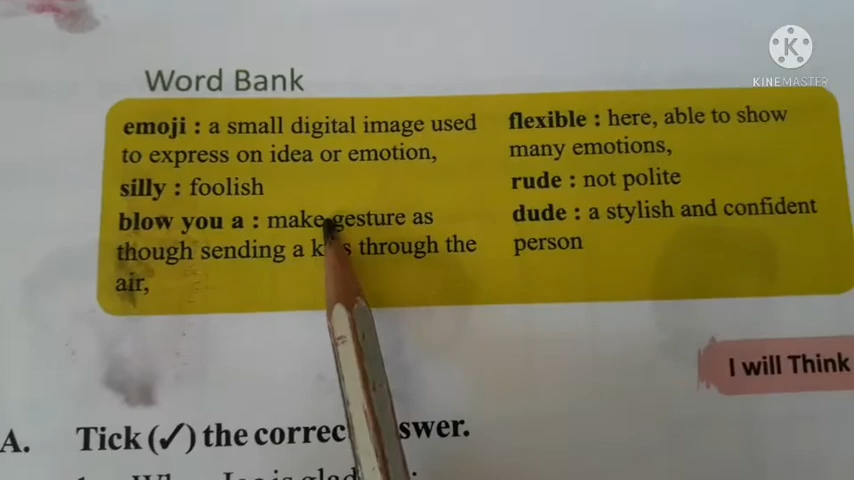 KINEMASTER
Word Bank
emoji : a small digital image used
to express on idea or emotion,
silly : foolish
blow you a : make gesture as
though sending a through the
air,
flexible : here, able to show
many emotions,
rude : not polite
dude : a stylish and confident
person
I will Think
A. Tick (✓) the